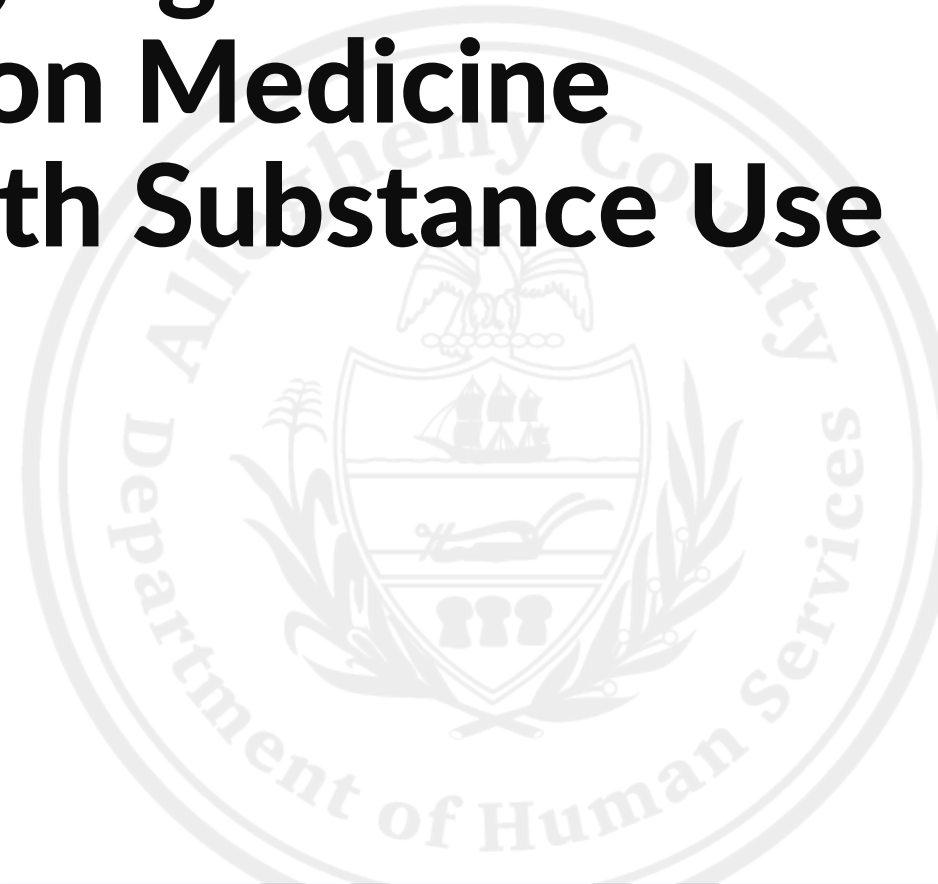 on Medicine
th Substance Use
Allegheny County
Department of Human Services